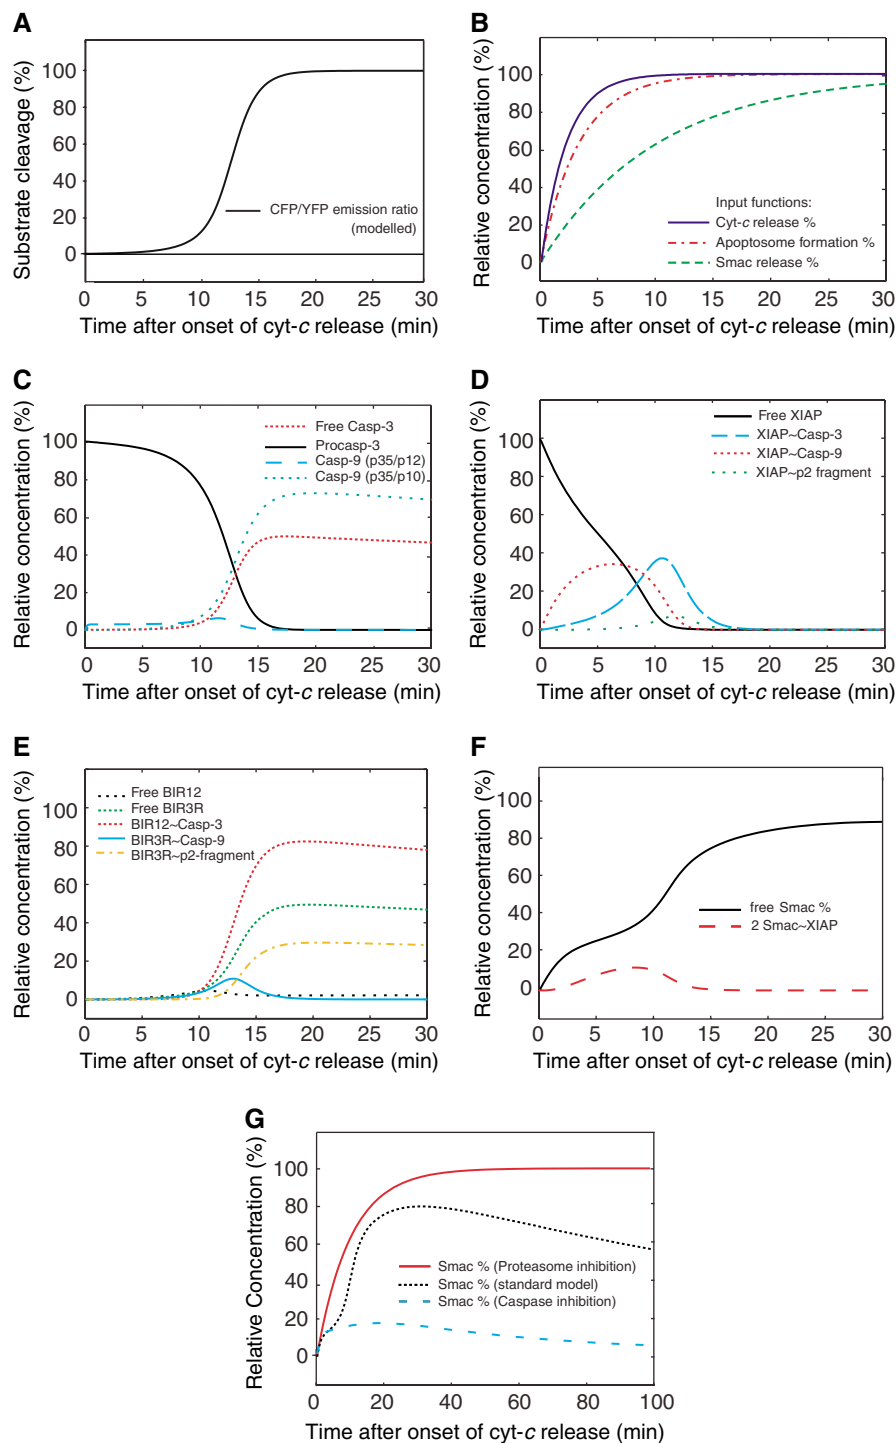 A
Substrate cleavage (%)
100
80
60
40
20
0
CFP/YFP emission ratio
(modelled)
0 5 10 15 20 25 30
Time after onset of cyt-c release (min)
B
Relative concentration (%)
100
80
60
40
20
0
Input functions:
Cyt-c release %
Apoptosome formation %
Smac release %
0 5 10 15 20 25 30
Time after onset of cyt-c release (min)
C
Relative concentration (%)
100
80
60
40
20
0
Free Casp-3
Procasp-3
Casp-9 (p35/p12)
Casp-9 (p35/p10)
0 5 10 15 20 25 30
Time after onset of cyt-c release (min)
D
Relative concentration (%)
100
80
60
40
20
0
Free XIAP
XIAP~Casp-3
XIAP~Casp-9
XIAP~p2 fragment
0 5 10 15 20 25 30
Time after onset of cyt-c release (min)
E
Relative concentration (%)
100
80
60
40
20
0
Free BIR12
Free BIR3R
BIR12~Casp-3
BIR3R~Casp-9
BIR3R~p2-fragment
0 5 10 15 20 25 30
Time after onset of cyt-c release (min)
F
Relative concentration (%)
100
80
60
40
20
0
free Smac %
2 Smac~XIAP
0 5 10 15 20 25 30
Time after onset of cyt-c release (min)
G
Relative Concentration (%)
100
80
60
40
20
0
Smac % (Proteasome inhibition)
Smac % (standard model)
Smac % (Caspase inhibition)
0 20 40 60 80 100
Time after onset of cyt-c release (min)